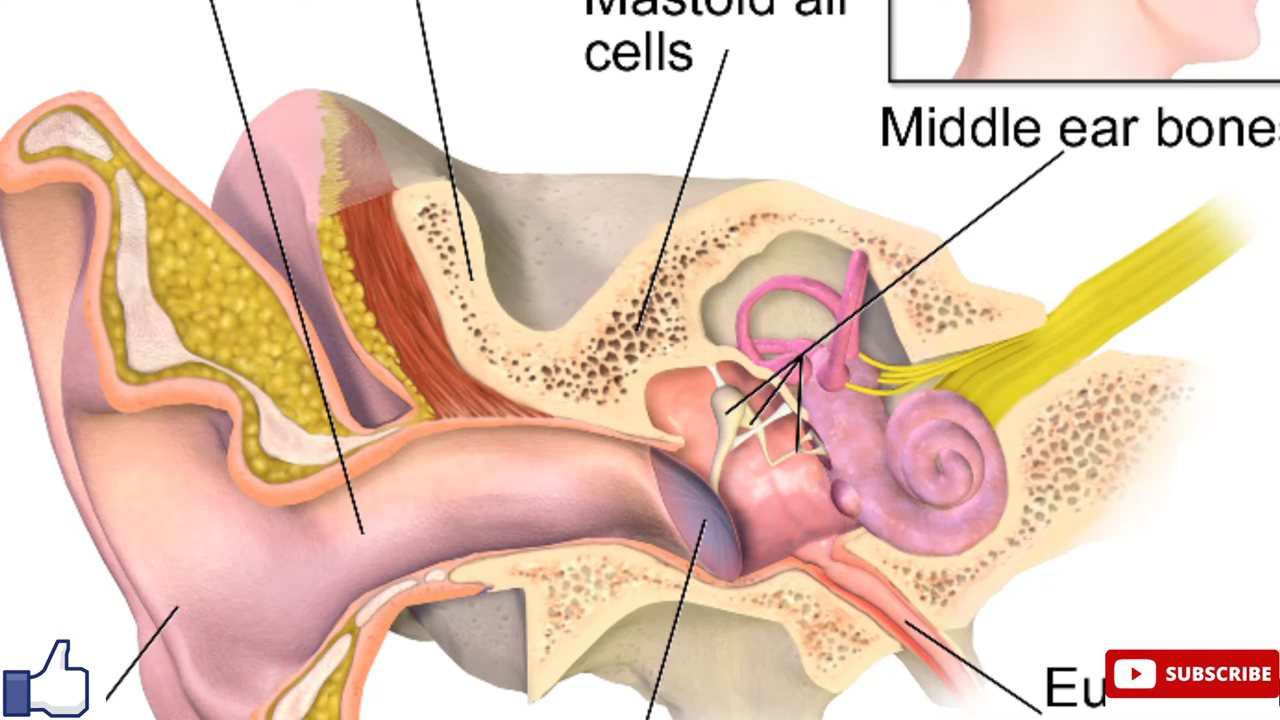 Mastoid air
cells
Middle ear bones
Eu
SUBSCRIBE